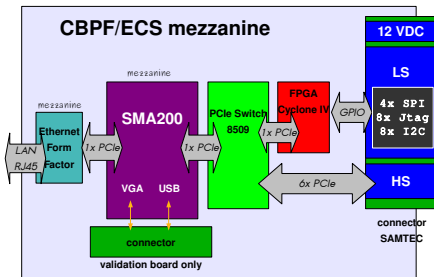 CBPF/ECS mezzanine
12 VDC
LS
4x SPI
8x Jtag
8x I2C
HS
connector
SAMTEC
mezzanine
SMA200
VGA USB
mezzanine
Ethernet
Form
Factor
LAN
RJ45
1x PCIe
1x PCIe
PCIe Switch
8509
1x PCIe
FPGA
Cyclone IV
GPIO
6x PCIe
connector
validation board only